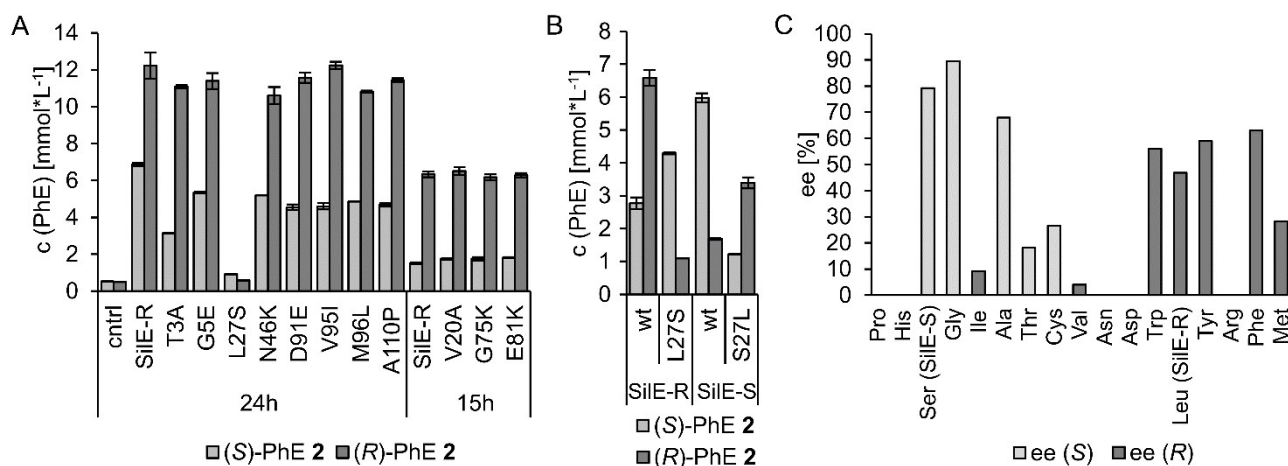 A
c (PhE) [mmol*L⁻¹]
14
12
10
8
6
4
2
0
cntrl
SilE-R
T3A
G5E
L27S
N46K
D91E
V95I
M96L
A110P
SilE-R
V20A
G75K
E81K
24h
15h
(S)-PhE 2
(R)-PhE 2
B
c (PhE) [mmol*L⁻¹]
8
7
6
5
4
3
2
1
0
wt
L27S
wt
S27L
SilE-R
SilE-S
(S)-PhE 2
(R)-PhE 2
C
ee [%]
100
90
80
70
60
50
40
30
20
10
0
Pro
His
Ser (SilE-S)
Gly
Ile
Ala
Thr
Cys
Val
Asn
Asp
Trp
Leu (SilE-R)
Tyr
Arg
Phe
Met
ee (S)
ee (R)